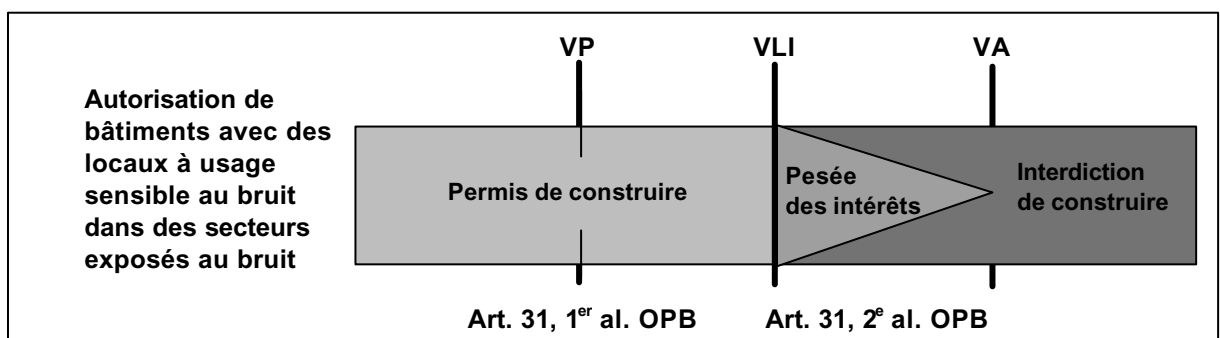 VP
VLI
VA
Autorisation de
bâtiments avec des
locaux à usage
sensible au bruit
dans des secteurs
exposés au bruit
Permis de construire
Pesée
des intérêts
Interdiction
de construire
Art. 31, 1er al. OPB
Art. 31, 2e al. OPB